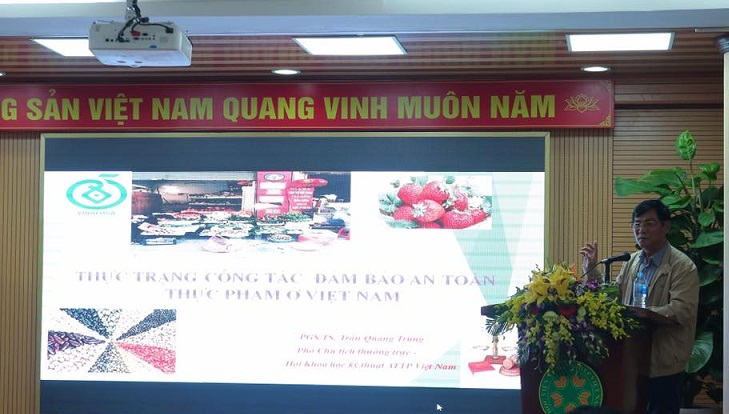 G SẢN VIỆT NAM QUANG VINH MUÔN NĂM
THỰC TRẠNG CÔNG TÁC ĐẢM BẢO AN TOÀN
THỰC PHẨM Ở VIỆT NAM
PGS.TS. Trần Quang Trung
Phó Chủ tịch thường trực -
Hội Khoa học kỹ thuật ATTP Việt Nam